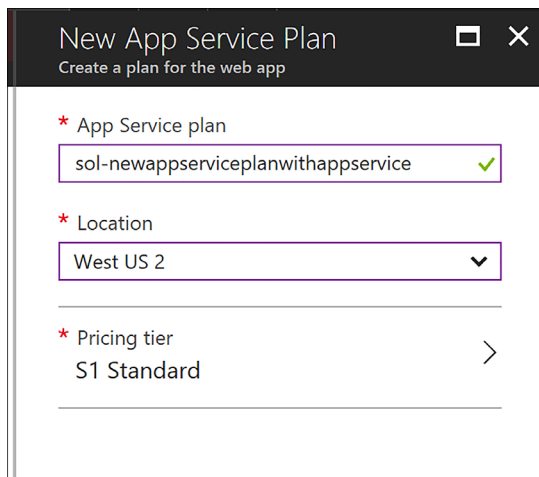 New App Service Plan
Create a plan for the web app
* App Service plan
sol-newappserviceplanwithappservice
* Location
West US 2
* Pricing tier
S1 Standard